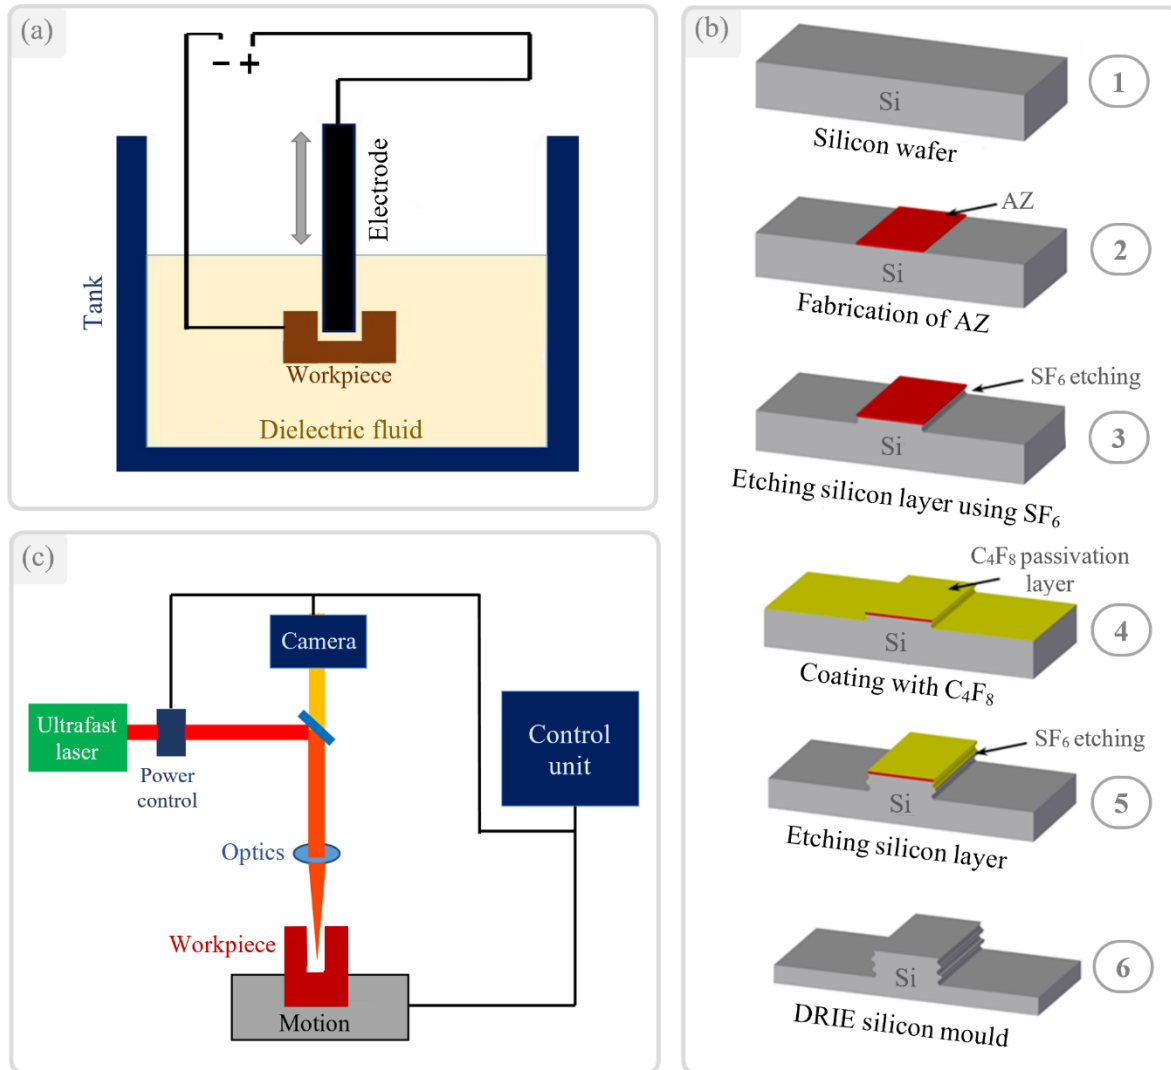 (a)
− +
Electrode
Tank
Workpiece
Dielectric fluid
(b)
Si
1
Silicon wafer
AZ
2
Si
Fabrication of AZ
SF₆ etching
3
Si
Etching silicon layer using SF₆
C₄F₈ passivation
layer
4
Si
Coating with C₄F₈
SF₆ etching
5
Si
Etching silicon layer
6
Si
DRIE silicon mould
(c)
Camera
Ultrafast
laser
Power
control
Control
unit
Optics
Workpiece
Motion